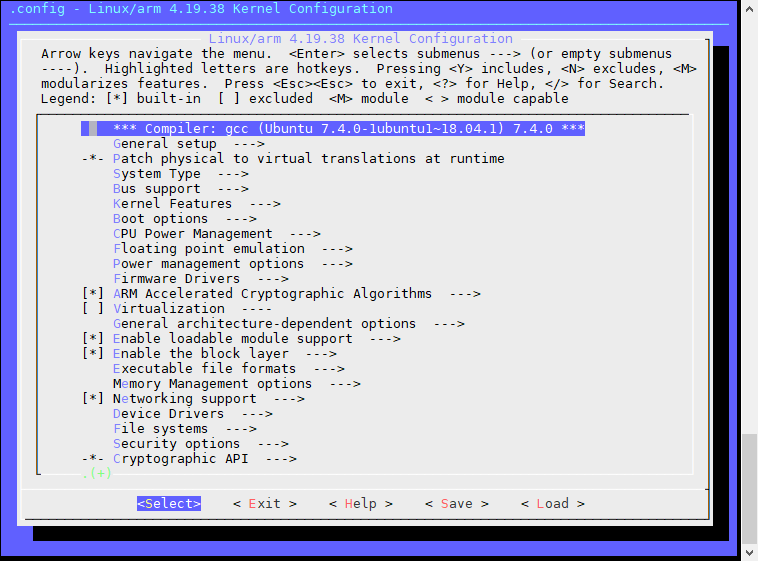 .config - Linux/arm 4.19.38 Kernel Configuration
Linux/arm 4.19.38 Kernel Configuration
Arrow keys navigate the menu.  <Enter> selects submenus ---> (or empty submenus
----).  Highlighted letters are hotkeys.  Pressing <Y> includes, <N> excludes, <M>
modularizes features.  Press <Esc><Esc> to exit, <?> for Help, </> for Search.
Legend: [*] built-in  [ ] excluded  <M> module  < > module capable
*** Compiler: gcc (Ubuntu 7.4.0-1ubuntu1~18.04.1) 7.4.0 ***
General setup  --->
-*- Patch physical to virtual translations at runtime
System Type  --->
Bus support  --->
Kernel Features  --->
Boot options  --->
CPU Power Management  --->
Floating point emulation  --->
Power management options  --->
Firmware Drivers  --->
[*] ARM Accelerated Cryptographic Algorithms  --->
[ ] Virtualization  ----
General architecture-dependent options  --->
[*] Enable loadable module support  --->
[*] Enable the block layer  --->
Executable file formats  --->
Memory Management options  --->
[*] Networking support  --->
Device Drivers  --->
File systems  --->
Security options  --->
-*- Cryptographic API  --->
.(+)
<Select>    < Exit >    < Help >    < Save >    < Load >